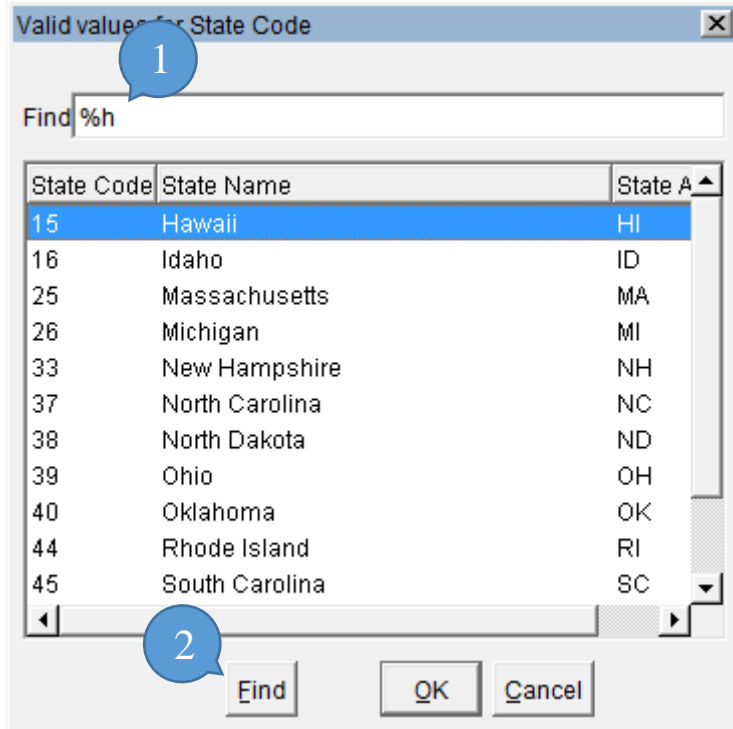 Valid values for State Code
1
Find %h
State Code State Name State A
15 Hawaii HI
16 Idaho ID
25 Massachusetts MA
26 Michigan MI
33 New Hampshire NH
37 North Carolina NC
38 North Dakota ND
39 Ohio OH
40 Oklahoma OK
44 Rhode Island RI
45 South Carolina SC
2
Find OK Cancel